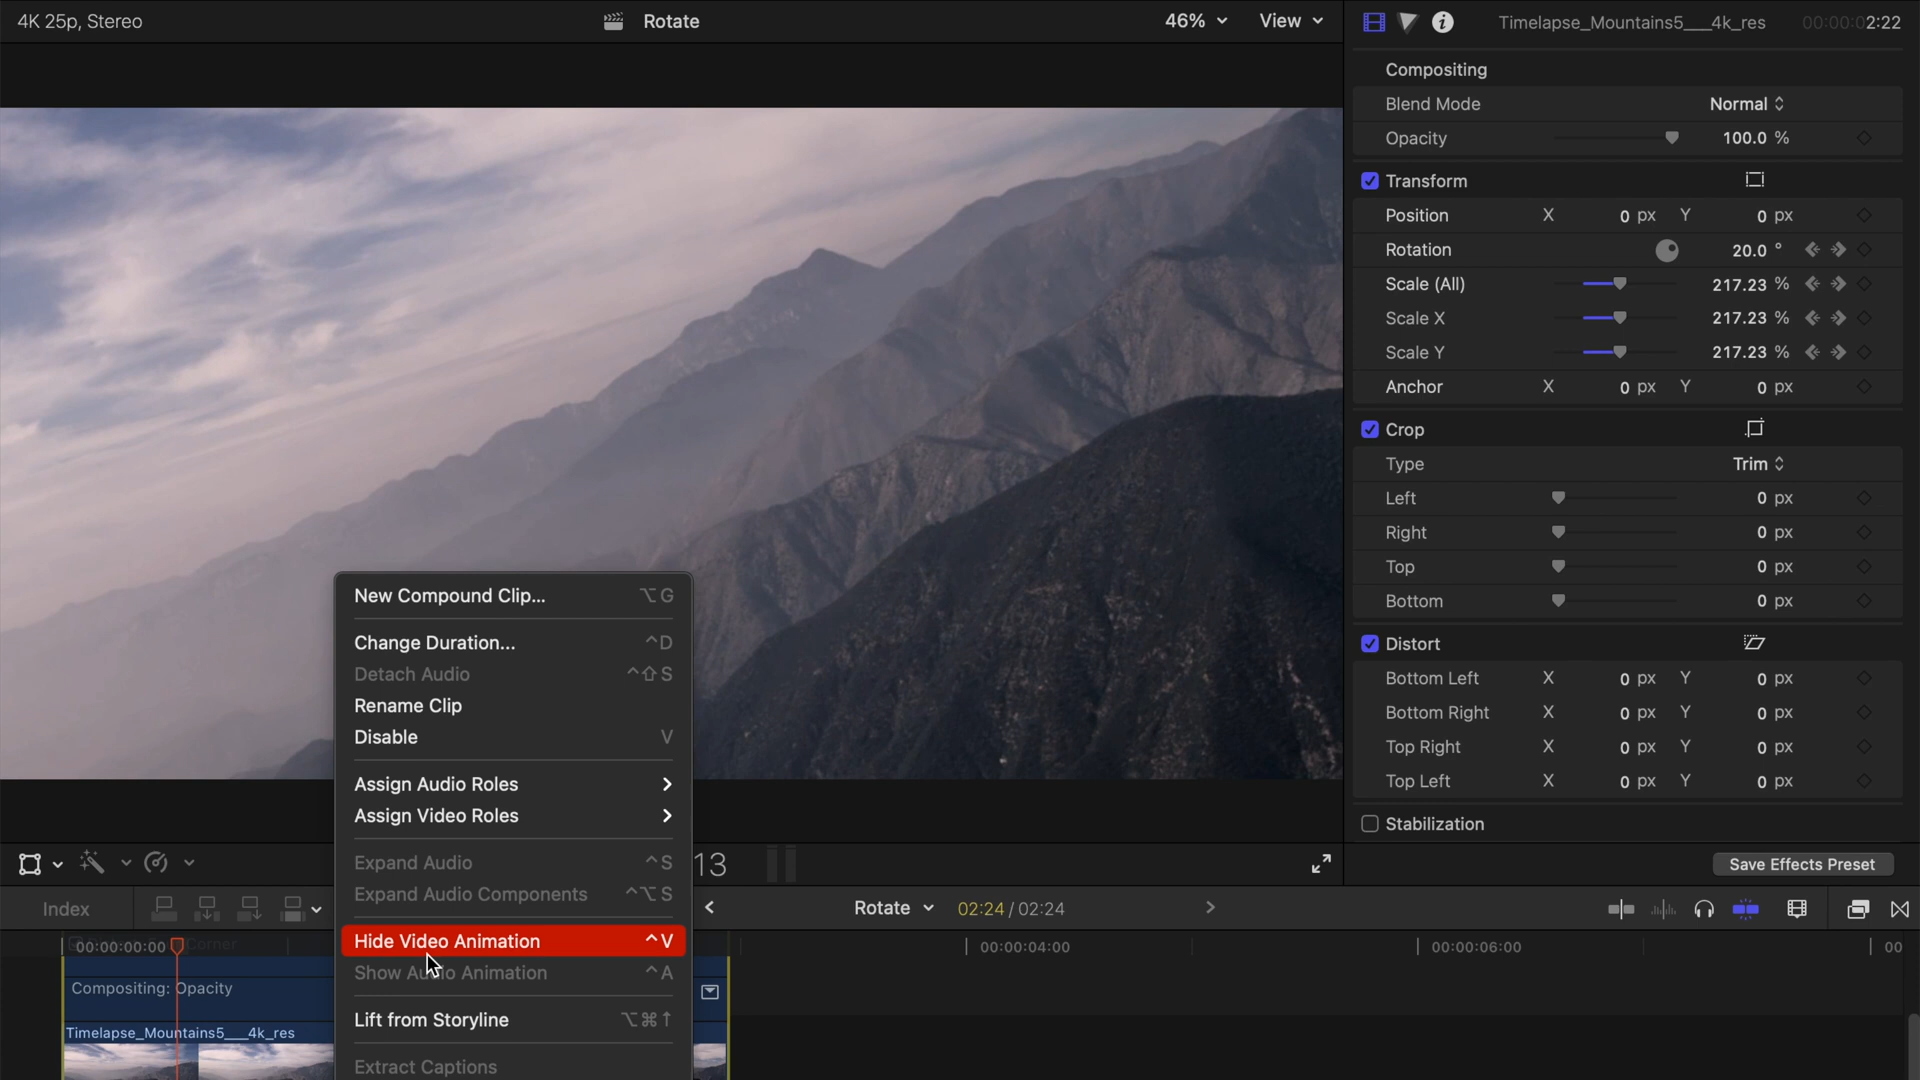 4K 25p, Stereo
Rotate
46%
View
Timelapse_Mountains5___4k_res
00:00:02:22
Compositing
Blend Mode
Normal
Opacity
100.0 %
Transform
Position X 0 px Y 0 px
Rotation 20.0 °
Scale (All) 217.23 %
Scale X 217.23 %
Scale Y 217.23 %
Anchor X 0 px Y 0 px
Crop
Type Trim
Left 0 px
Right 0 px
Top 0 px
Bottom 0 px
Distort
Bottom Left X 0 px Y 0 px
Bottom Right X 0 px Y 0 px
Top Right X 0 px Y 0 px
Top Left X 0 px Y 0 px
Stabilization
Save Effects Preset
New Compound Clip... ⌥G
Change Duration... ^D
Detach Audio ^⇧S
Rename Clip
Disable V
Assign Audio Roles
Assign Video Roles
Expand Audio ^S
Expand Audio Components ^⌥S
Hide Video Animation ^V
Show Audio Animation ^A
Lift from Storyline ⌥⌘↑
Extract Captions
13
Index
Rotate
02:24 / 02:24
00:00:00:00
Corner
00:00:04:00
00:00:06:00
00
Compositing: Opacity
Timelapse_Mountains5___4k_res